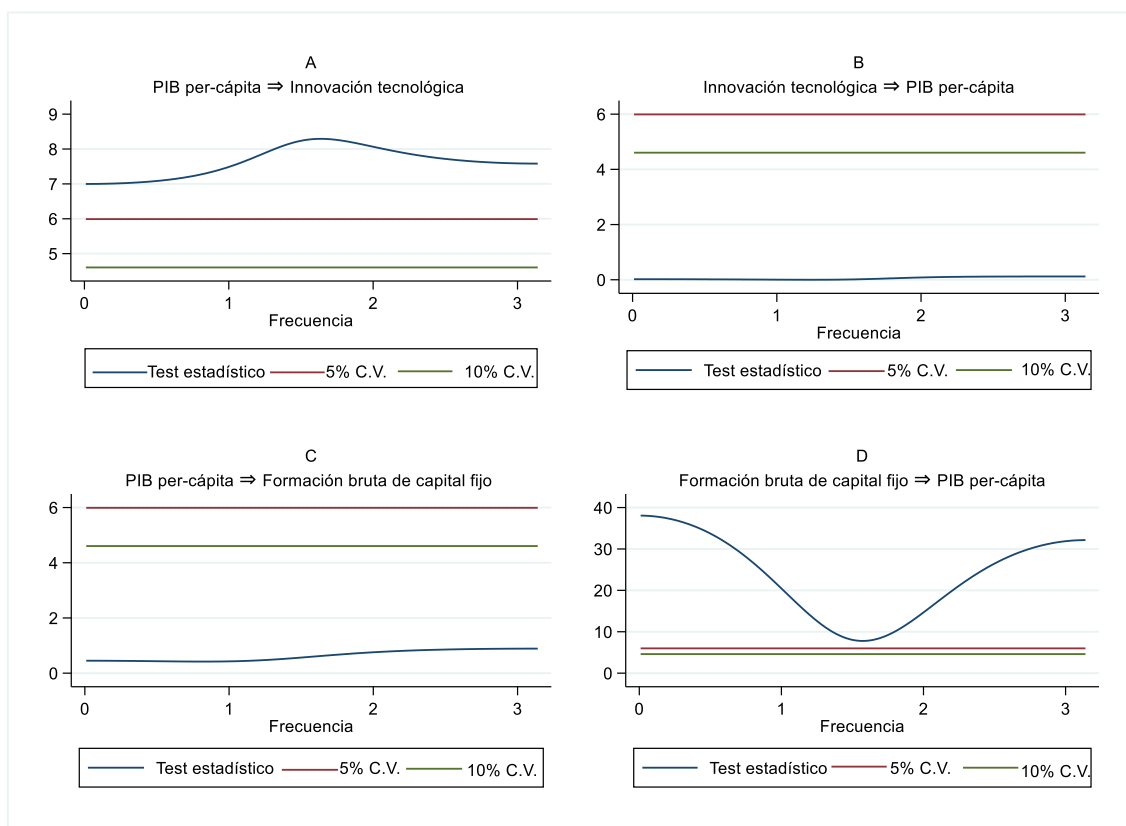 A
PIB per-cápita ⇒ Innovación tecnológica
9
8
7
6
5
0 1 2 3
Frecuencia
Test estadístico 5% C.V. 10% C.V.
B
Innovación tecnológica ⇒ PIB per-cápita
6
4
2
0
0 1 2 3
Frecuencia
Test estadístico 5% C.V. 10% C.V.
C
PIB per-cápita ⇒ Formación bruta de capital fijo
6
4
2
0
0 1 2 3
Frecuencia
Test estadístico 5% C.V. 10% C.V.
D
Formación bruta de capital fijo ⇒ PIB per-cápita
40
30
20
10
0
0 1 2 3
Frecuencia
Test estadístico 5% C.V. 10% C.V.